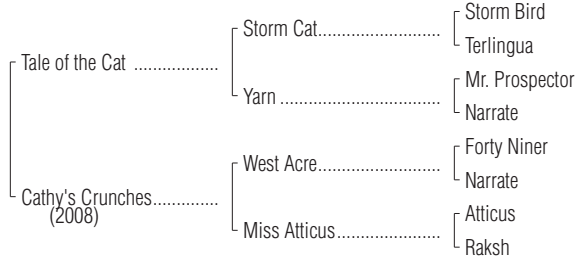 Storm Bird
Storm Cat..............................
Terlingua
Tale of the Cat ..................
Mr. Prospector
Yarn ......................................
Narrate
Forty Niner
West Acre..............................
Narrate
Cathy's Crunches..............
(2008)
Atticus
Miss Atticus.........................
Raksh